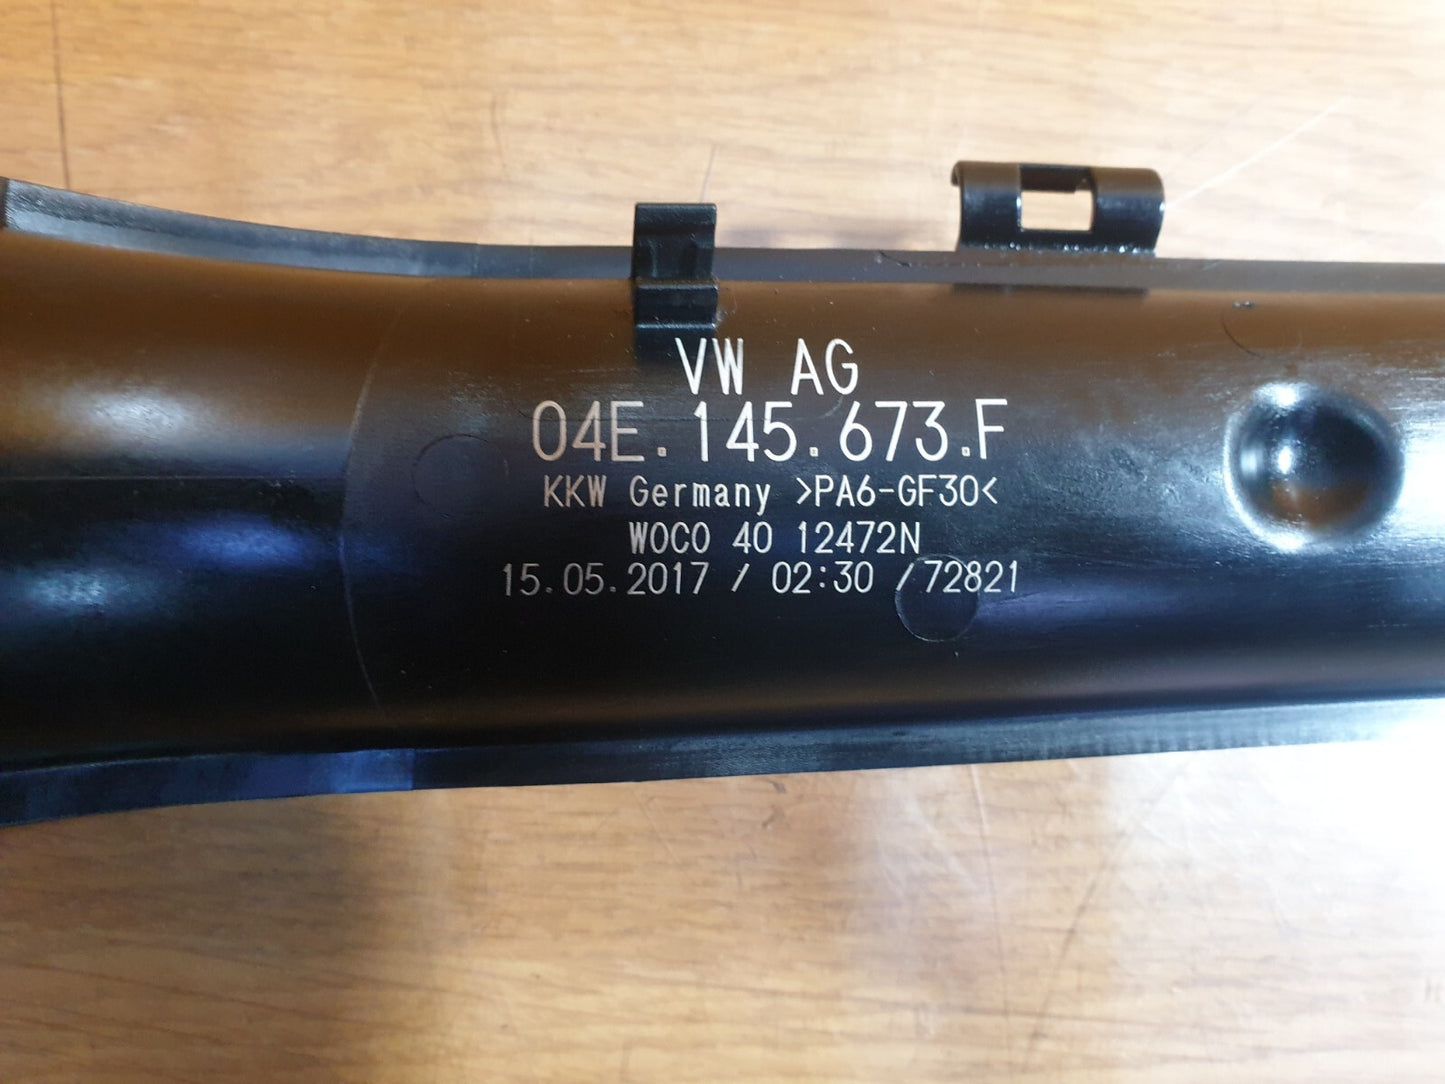 VW AG
04E.145.673.F
KKW Germany >PA6-GF30<
WOCO 40 12472N
15.05.2017 / 02:30 /72821